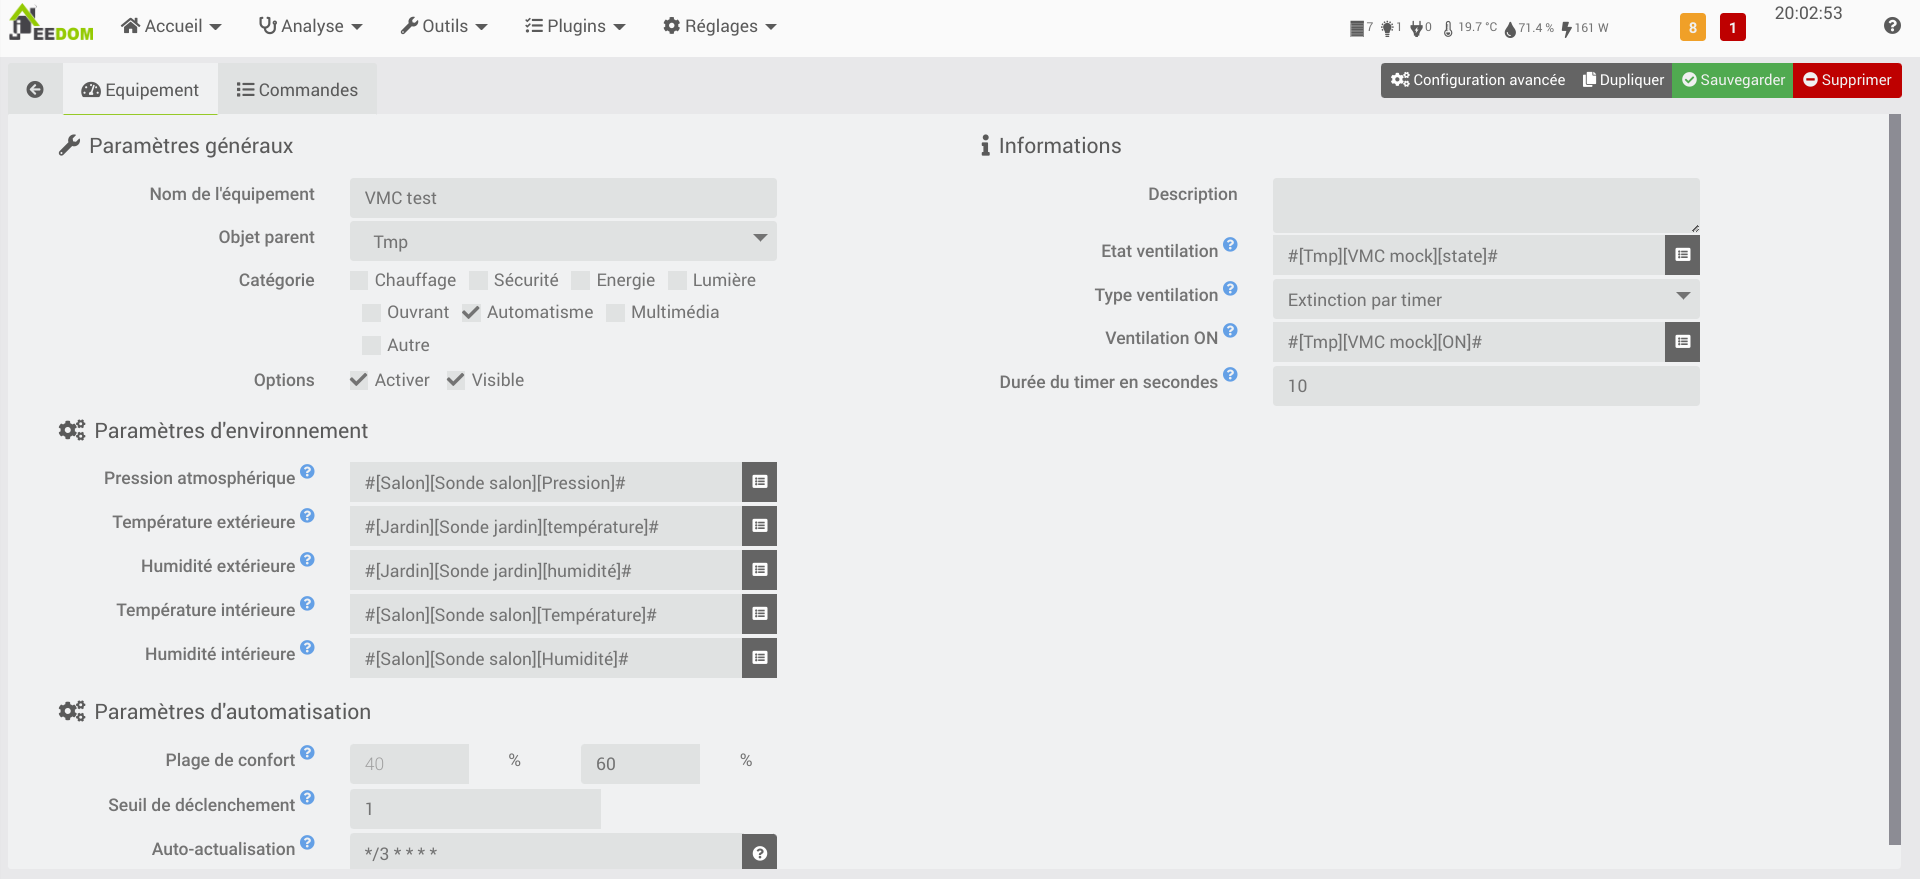 JEEDOM Accueil Analyse Outils Plugins Réglages 7 1 0 19.7 °C 71.4 % 161 W 8 1 20:02:53
Equipement Commandes Configuration avancée Dupliquer Sauvegarder Supprimer
Paramètres généraux
Nom de l'équipement VMC test
Objet parent Tmp
Catégorie Chauffage Sécurité Energie Lumière
Ouvrant Automatisme Multimédia
Autre
Options Activer Visible
Paramètres d'environnement
Pression atmosphérique #[Salon][Sonde salon][Pression]#
Température extérieure #[Jardin][Sonde jardin][température]#
Humidité extérieure #[Jardin][Sonde jardin][humidité]#
Température intérieure #[Salon][Sonde salon][Température]#
Humidité intérieure #[Salon][Sonde salon][Humidité]#
Paramètres d'automatisation
Plage de confort 40 % 60 %
Seuil de déclenchement 1
Auto-actualisation */3 * * * *
Informations
Description
Etat ventilation #[Tmp][VMC mock][state]#
Type ventilation Extinction par timer
Ventilation ON #[Tmp][VMC mock][ON]#
Durée du timer en secondes 10